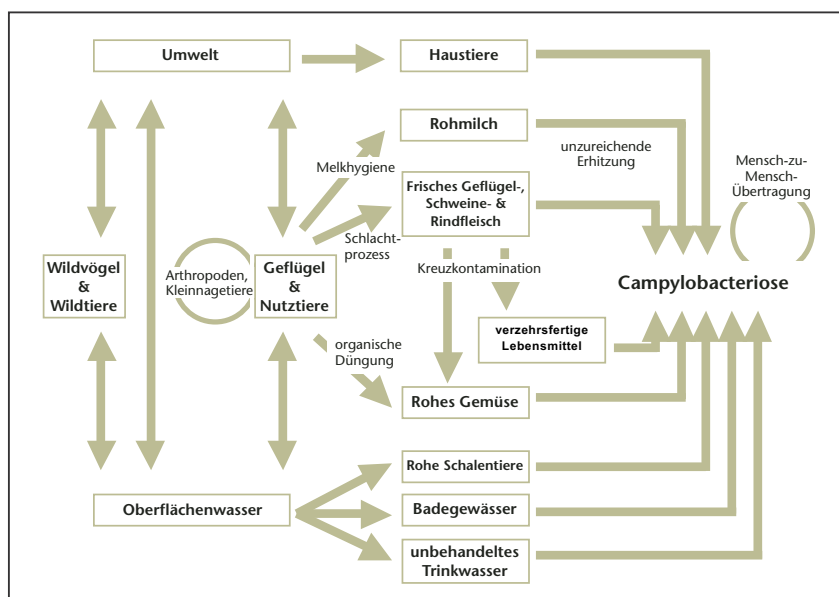 Umwelt
Haustiere
Rohmilch
unzureichende
Erhitzung
Mensch-zu-
Mensch-
Übertragung
Melkhygiene
Frisches Geflügel-,
Schweine- &
Rindfleisch
Schlacht-
prozess
Kreuzkontamination
Wildvögel
&
Wildtiere
Arthropoden,
Kleinnagetiere
Geflügel
&
Nutztiere
Campylobacteriose
verzehrsfertige
Lebensmittel
organische
Düngung
Rohes Gemüse
Rohe Schalentiere
Oberflächenwasser
Badegewässer
unbehandeltes
Trinkwasser